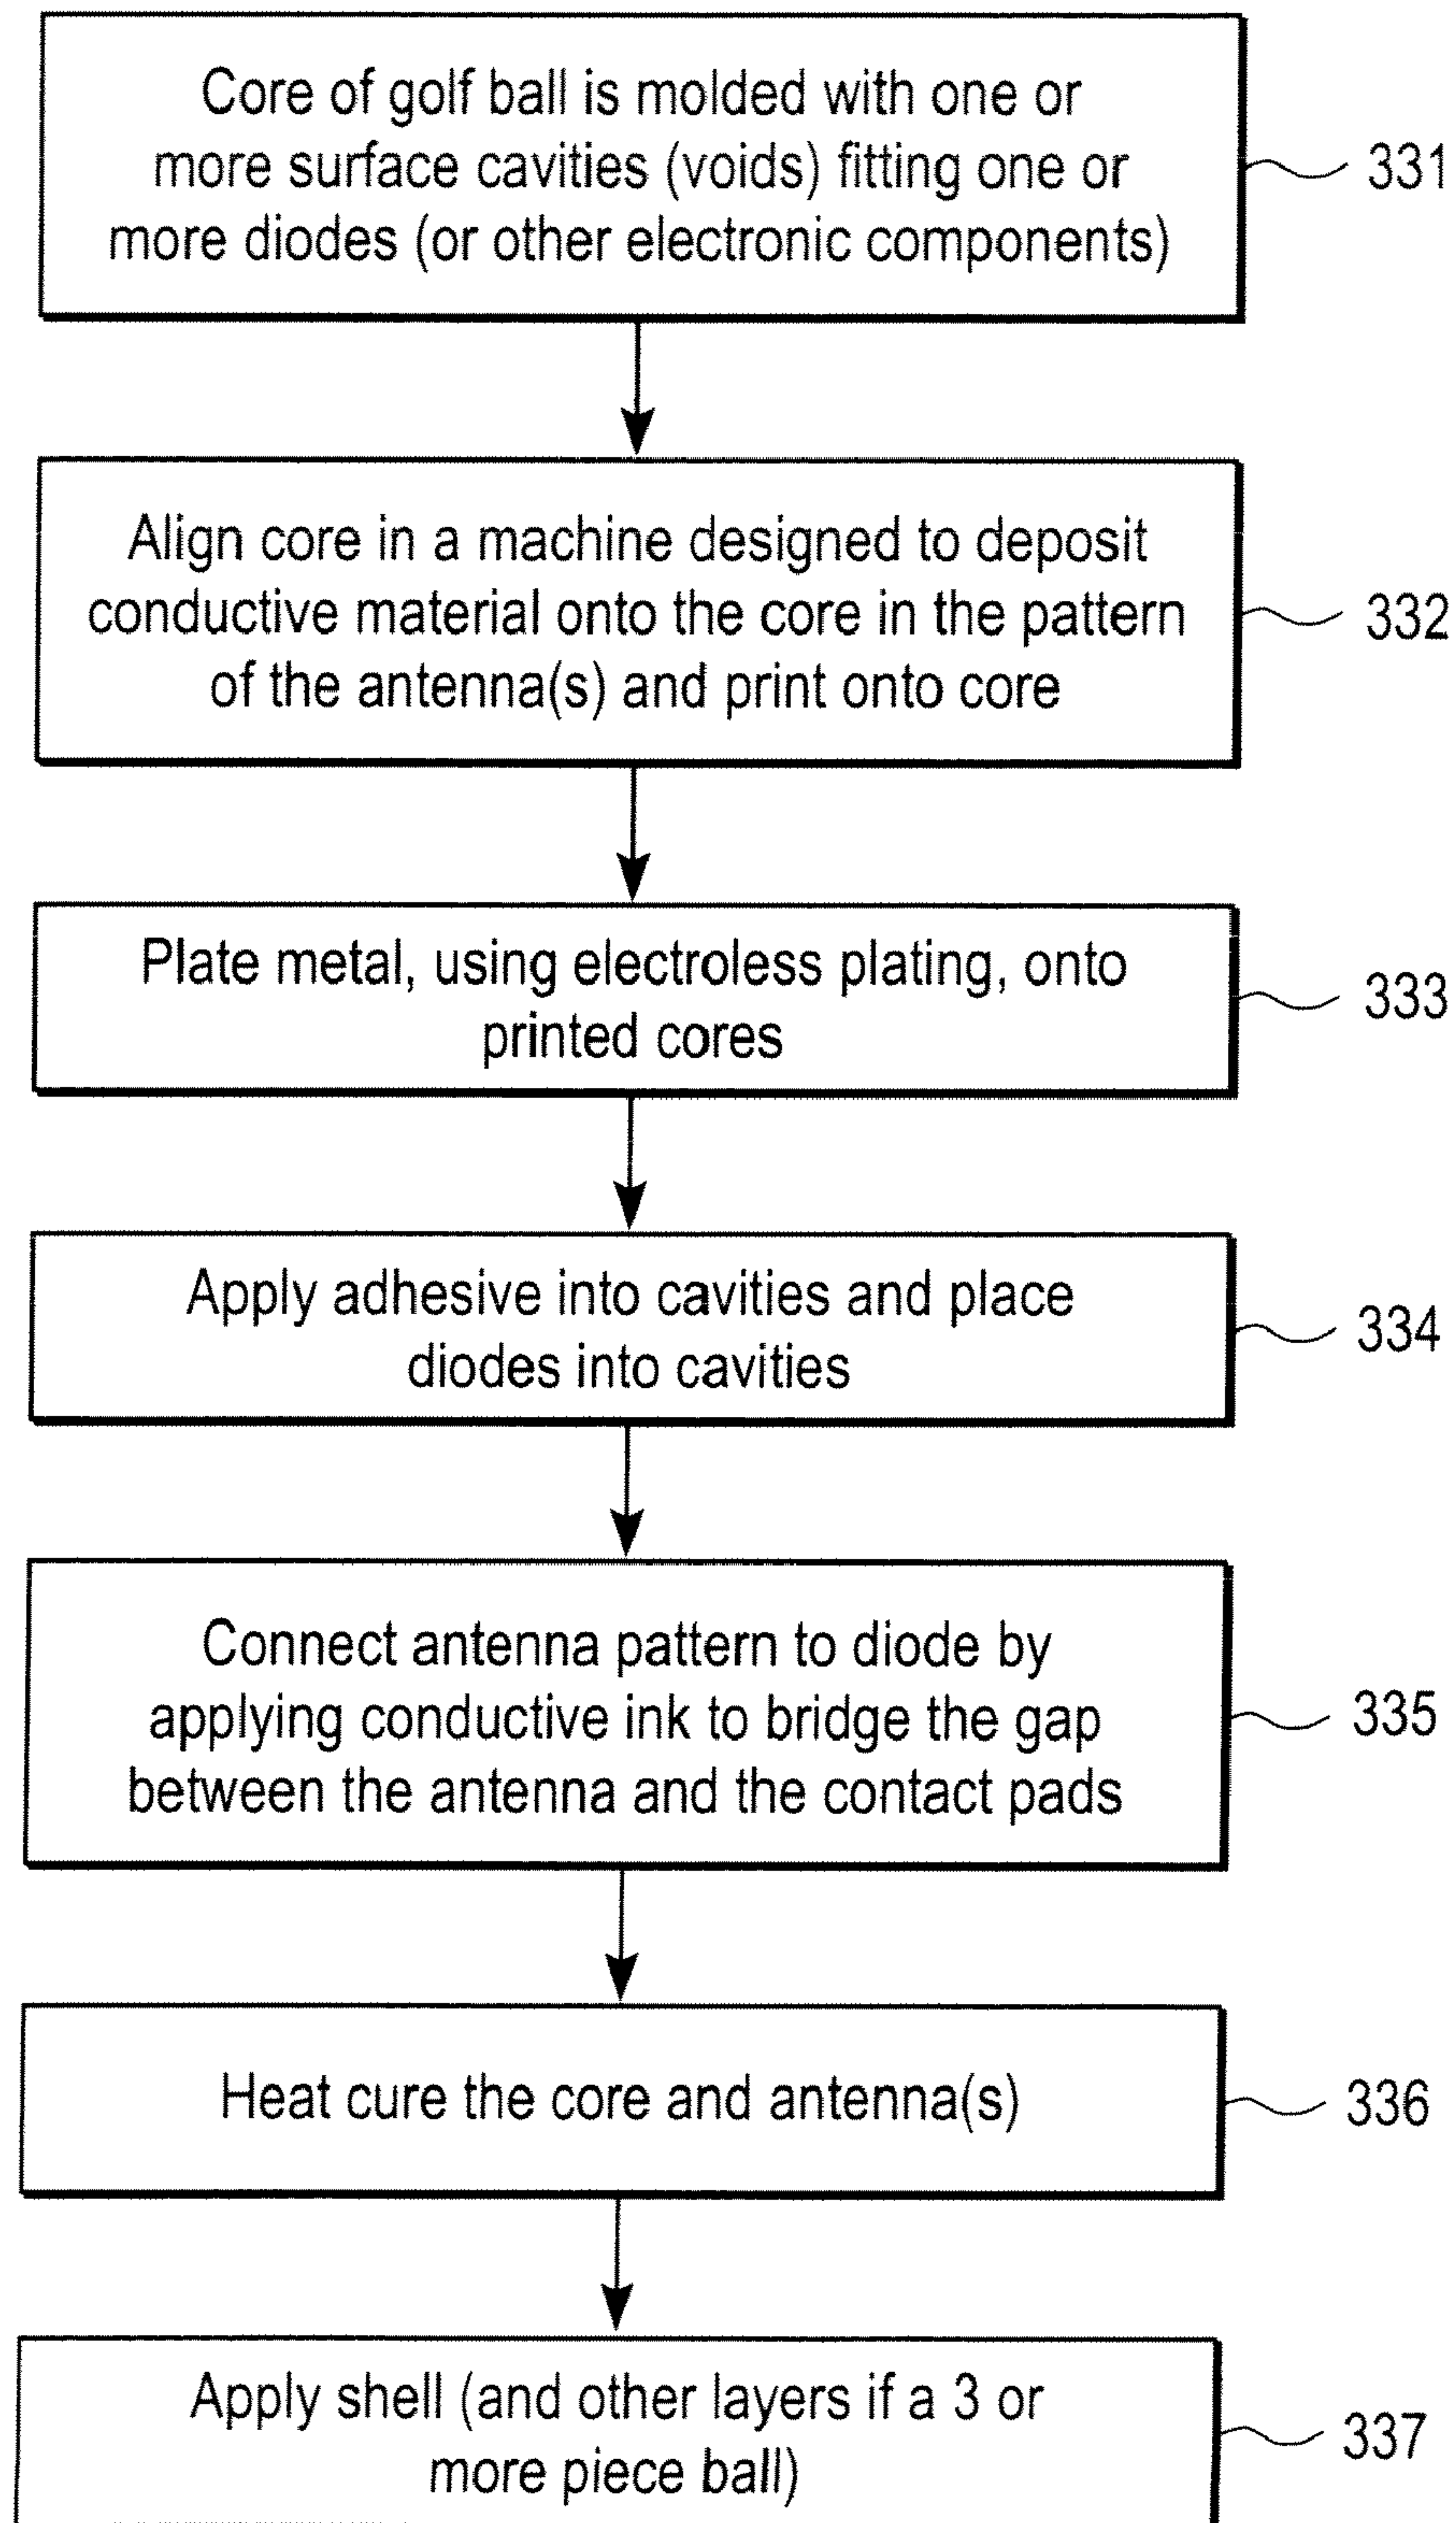 Core of golf ball is molded with one or
more surface cavities (voids) fitting one or
more diodes (or other electronic components)
331
Align core in a machine designed to deposit
conductive material onto the core in the pattern
of the antenna(s) and print onto core
332
Plate metal, using electroless plating, onto
printed cores
333
Apply adhesive into cavities and place
diodes into cavities
334
Connect antenna pattern to diode by
applying conductive ink to bridge the gap
between the antenna and the contact pads
335
Heat cure the core and antenna(s)
336
Apply shell (and other layers if a 3 or
more piece ball)
337